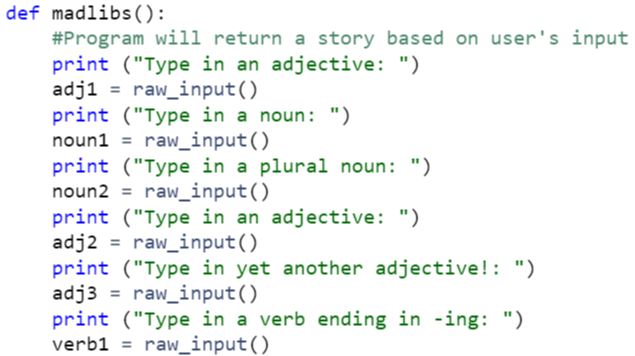 def madlibs():
#Program will return a story based on user's input
print ("Type in an adjective: ")
adj1 = raw_input()
print ("Type in a noun: ")
noun1 = raw_input()
print ("Type in a plural noun: ")
noun2 = raw_input()
print ("Type in an adjective: ")
adj2 = raw_input()
print ("Type in yet another adjective!: ")
adj3 = raw_input()
print ("Type in a verb ending in -ing: ")
verb1 = raw_input()